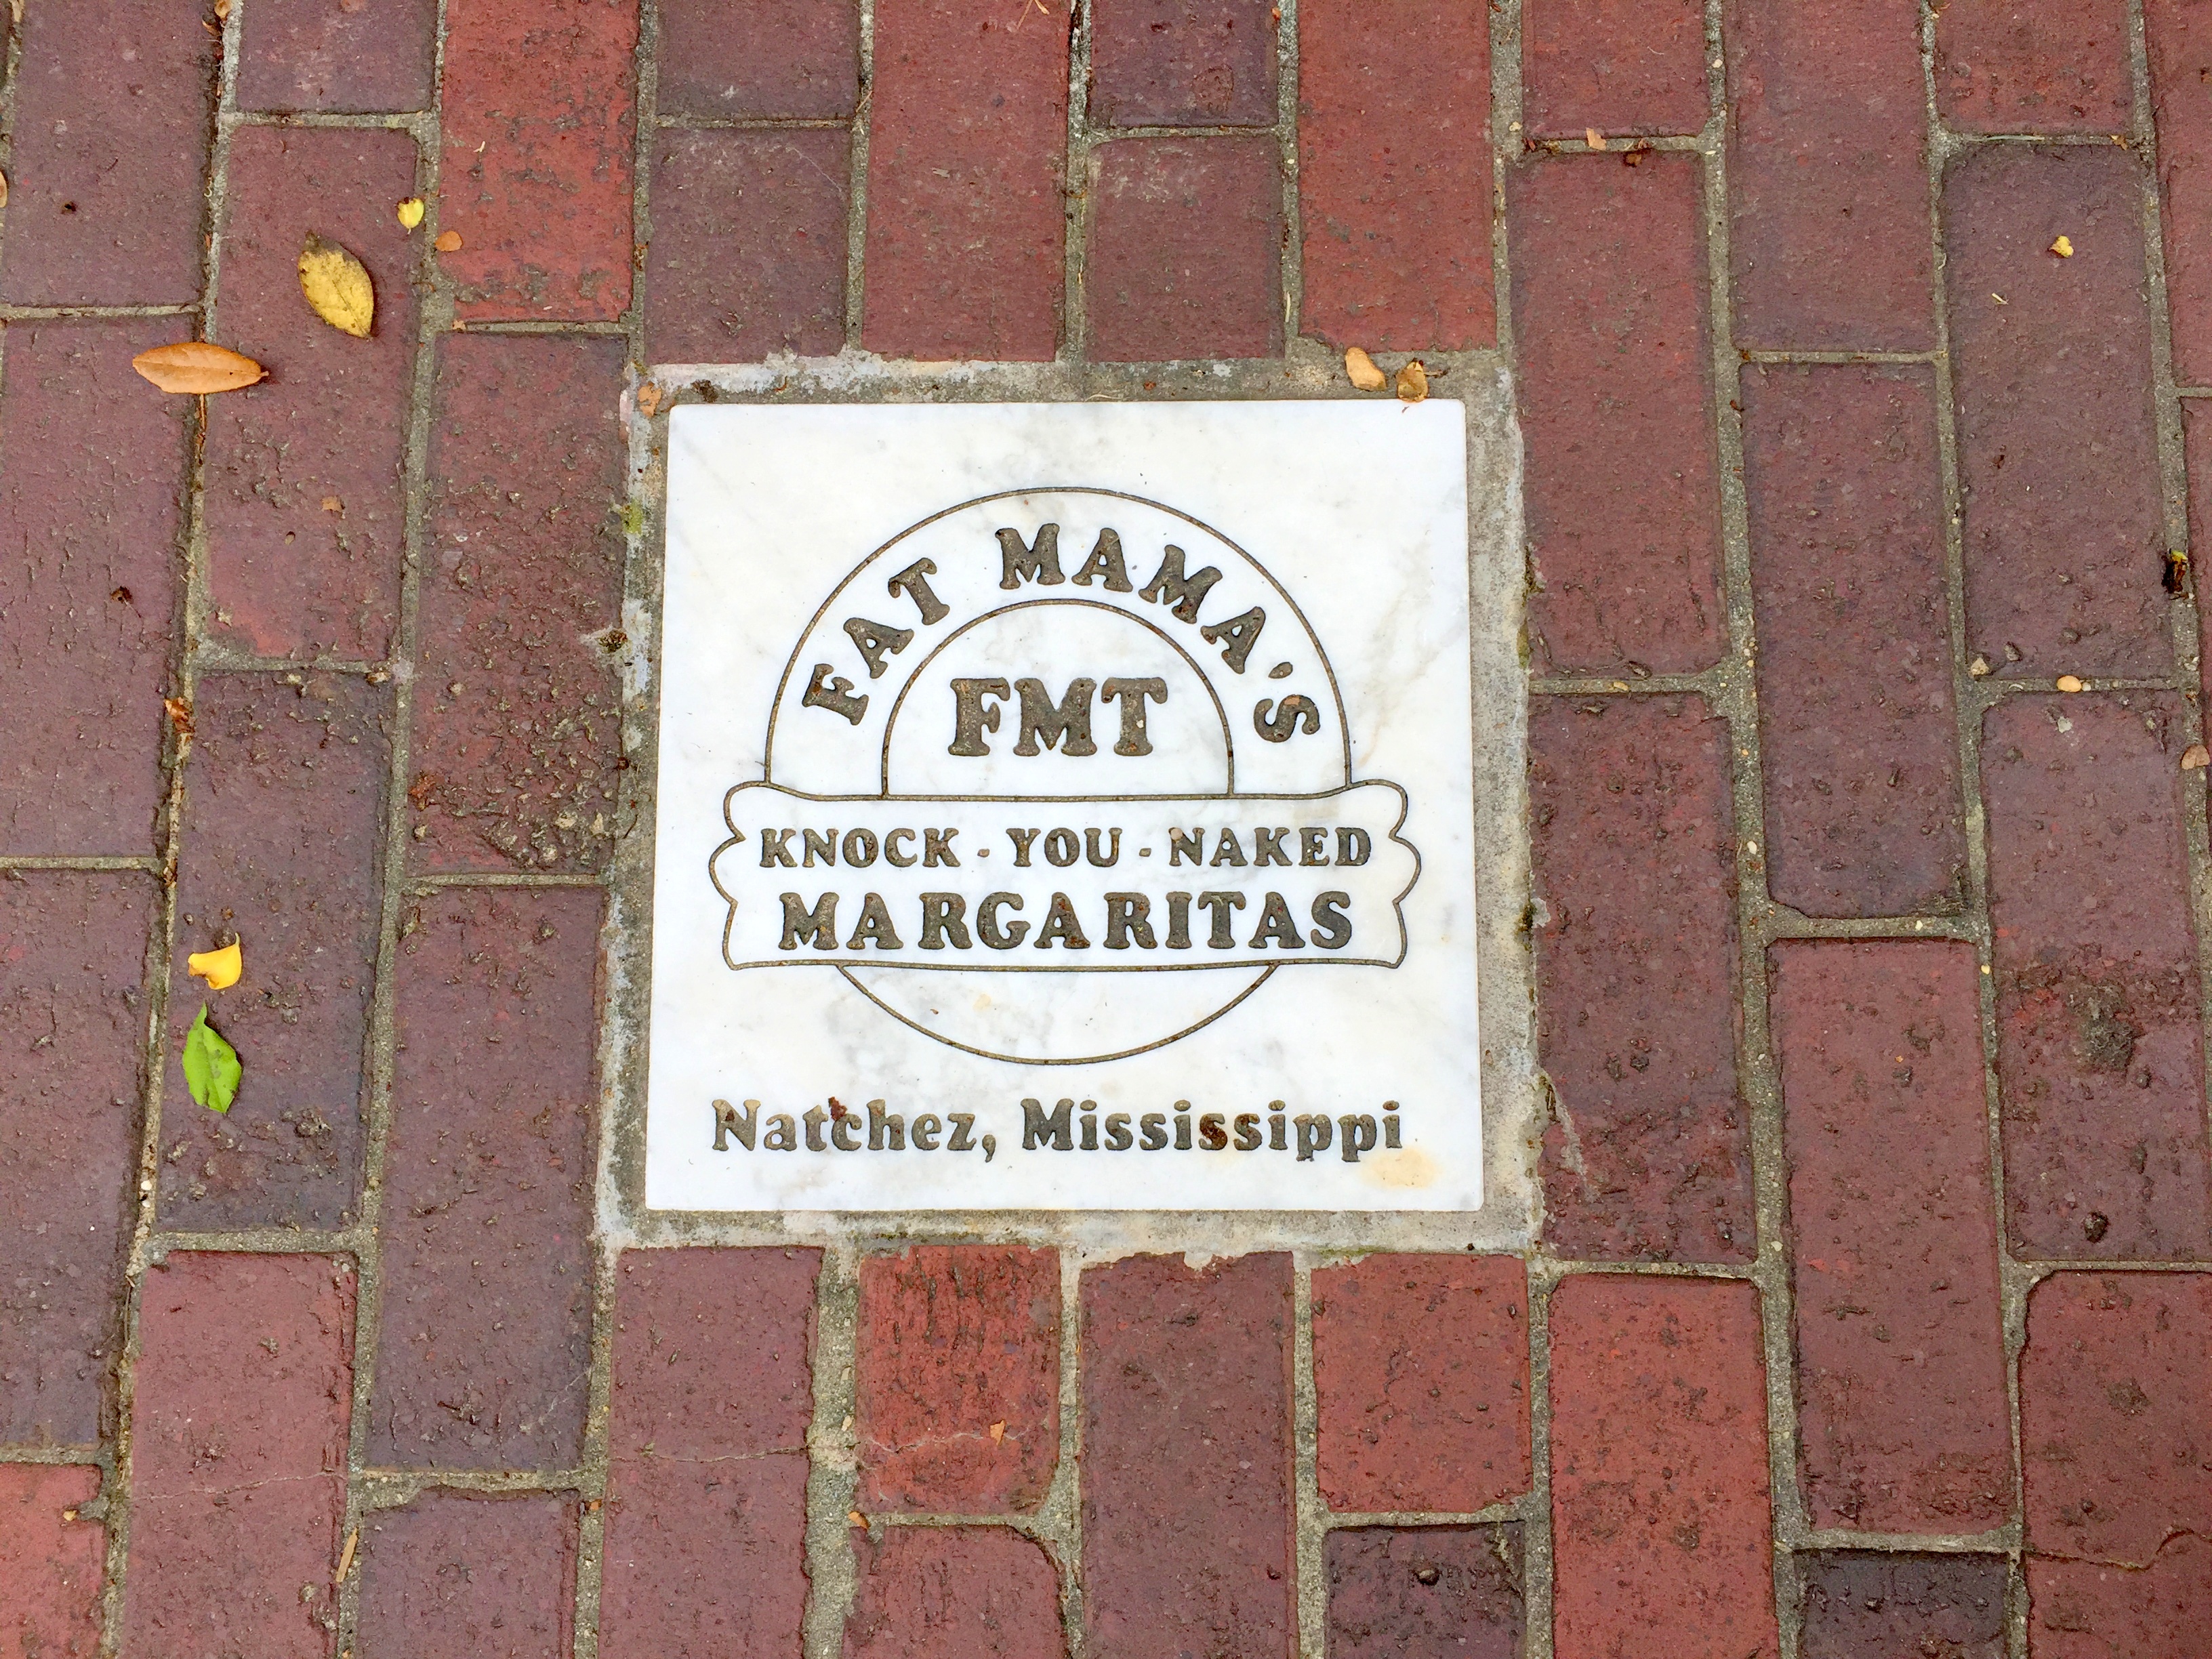 FAT MAMA'S
FMT
KNOCK - YOU - NAKED
MARGARITAS
Natchez, Mississippi